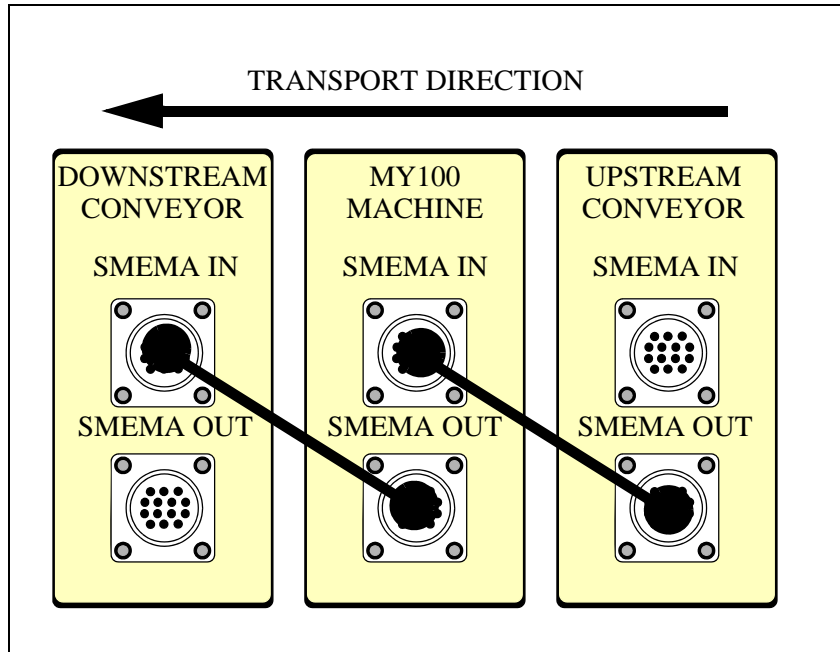 TRANSPORT DIRECTION
DOWNSTREAM
CONVEYOR
SMEMA IN
SMEMA OUT
MY100
MACHINE
SMEMA IN
SMEMA OUT
UPSTREAM
CONVEYOR
SMEMA IN
SMEMA OUT